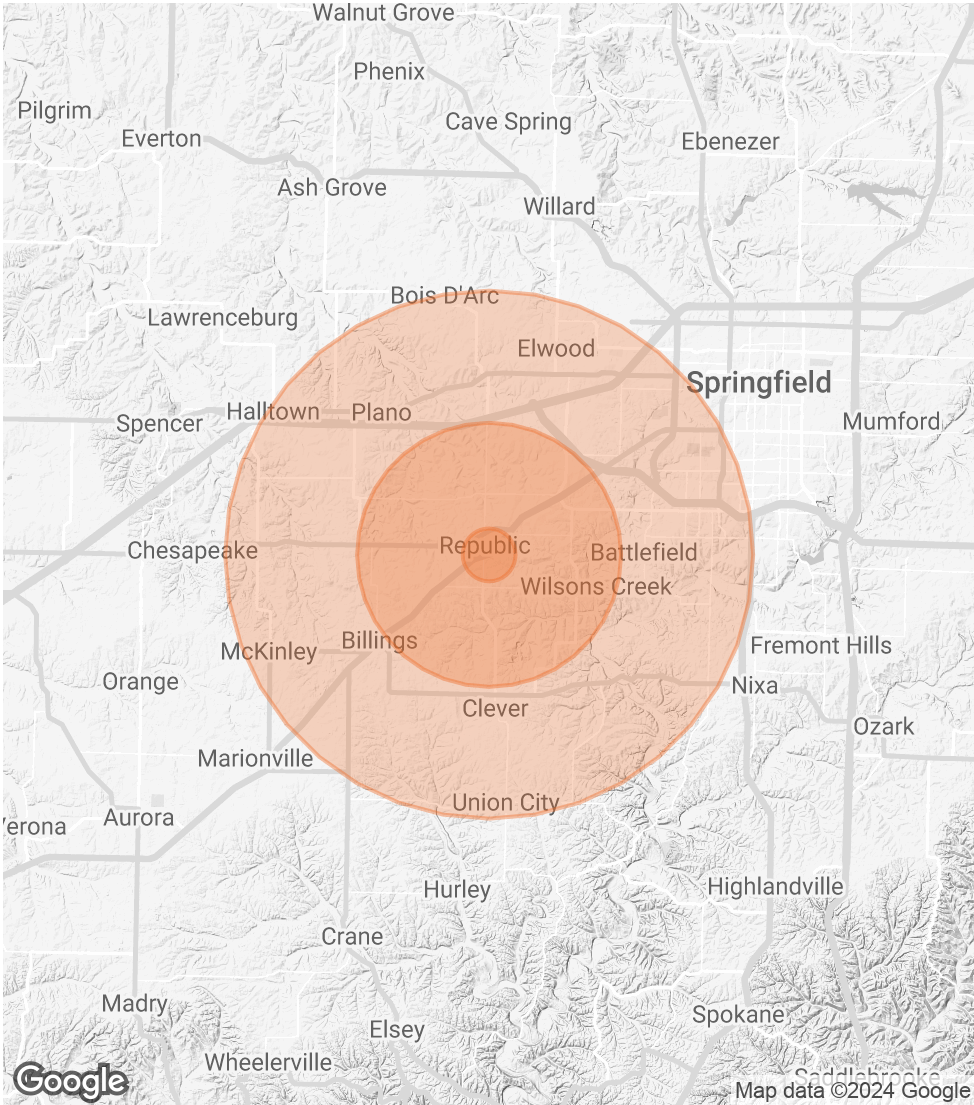 Walnut Grove
Phenix
Pilgrim
Cave Spring
Everton
Ebenezer
Ash Grove
Willard
Bois D'Arc
Lawrenceburg
Elwood
Springfield
Halltown
Plano
Spencer
Mumford
Republic
Chesapeake
Battlefield
Wilsons Creek
Billings
McKinley
Fremont Hills
Orange
Nixa
Clever
Ozark
Marionville
Union City
Aurora
Verona
Hurley
Highlandville
Crane
Madry
Spokane
Elsey
Wheelerville
Saddlebrooke
Google
Map data ©2024 Google